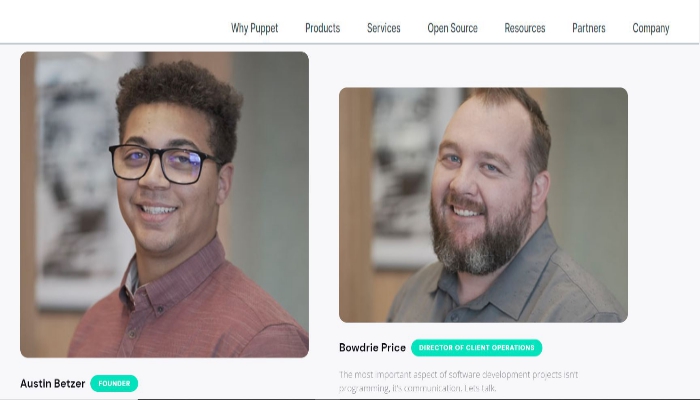 Why Puppet Products Services Open Source Resources Partners Company
Austin Betzer FOUNDER
Bowdrie Price DIRECTOR OF CLIENT OPERATIONS
The most important aspect of software development projects isn't
programming, it's communication. Lets talk.